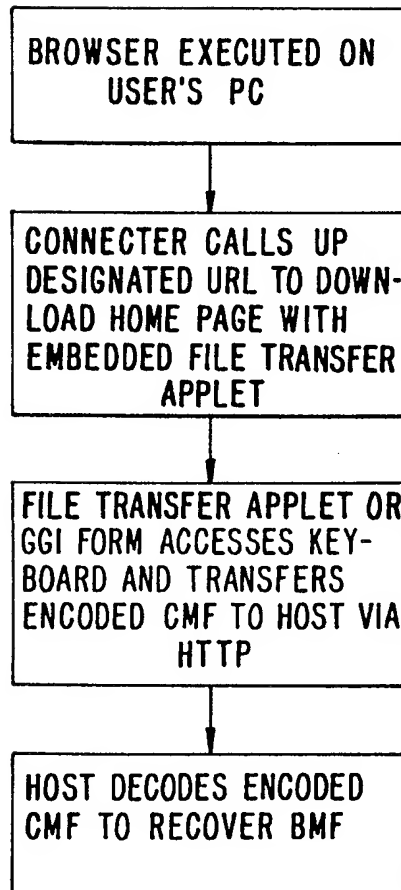 BROWSER EXECUTED ON
USER'S PC
CONNECTER CALLS UP
DESIGNATED URL TO DOWN-
LOAD HOME PAGE WITH
EMBEDDED FILE TRANSFER
APPLET
FILE TRANSFER APPLET OR
GGI FORM ACCESSES KEY-
BOARD AND TRANSFERS
ENCODED CMF TO HOST VIA
HTTP
HOST DECODES ENCODED
CMF TO RECOVER BMF